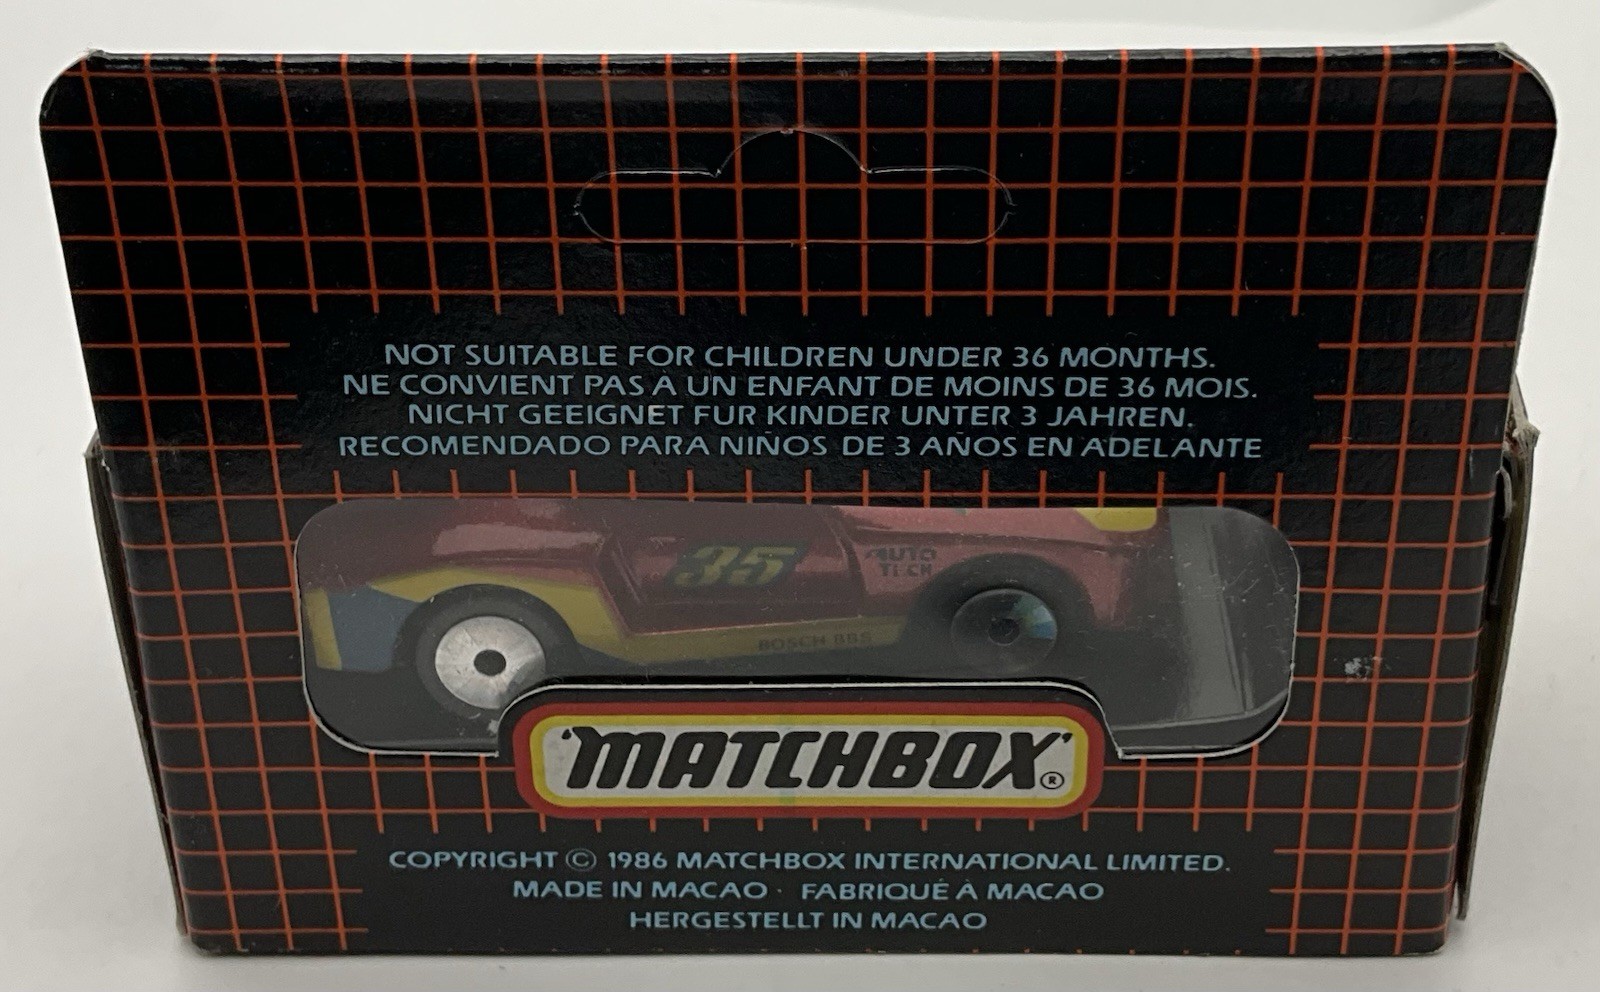 NOT SUITABLE FOR CHILDREN UNDER 36 MONTHS.
NE CONVIENT PAS A UN ENFANT DE MOINS DE 36 MOIS.
NICHT GEEIGNET FUR KINDER UNTER 3 JAHREN.
RECOMENDADO PARA NIÑOS DE 3 AÑOS EN ADELANTE
35
AUTO
TECH
BOSCH BBS
'MATCHBOX'®
COPYRIGHT © 1986 MATCHBOX INTERNATIONAL LIMITED.
MADE IN MACAO · FABRIQUÉ À MACAO
HERGESTELLT IN MACAO